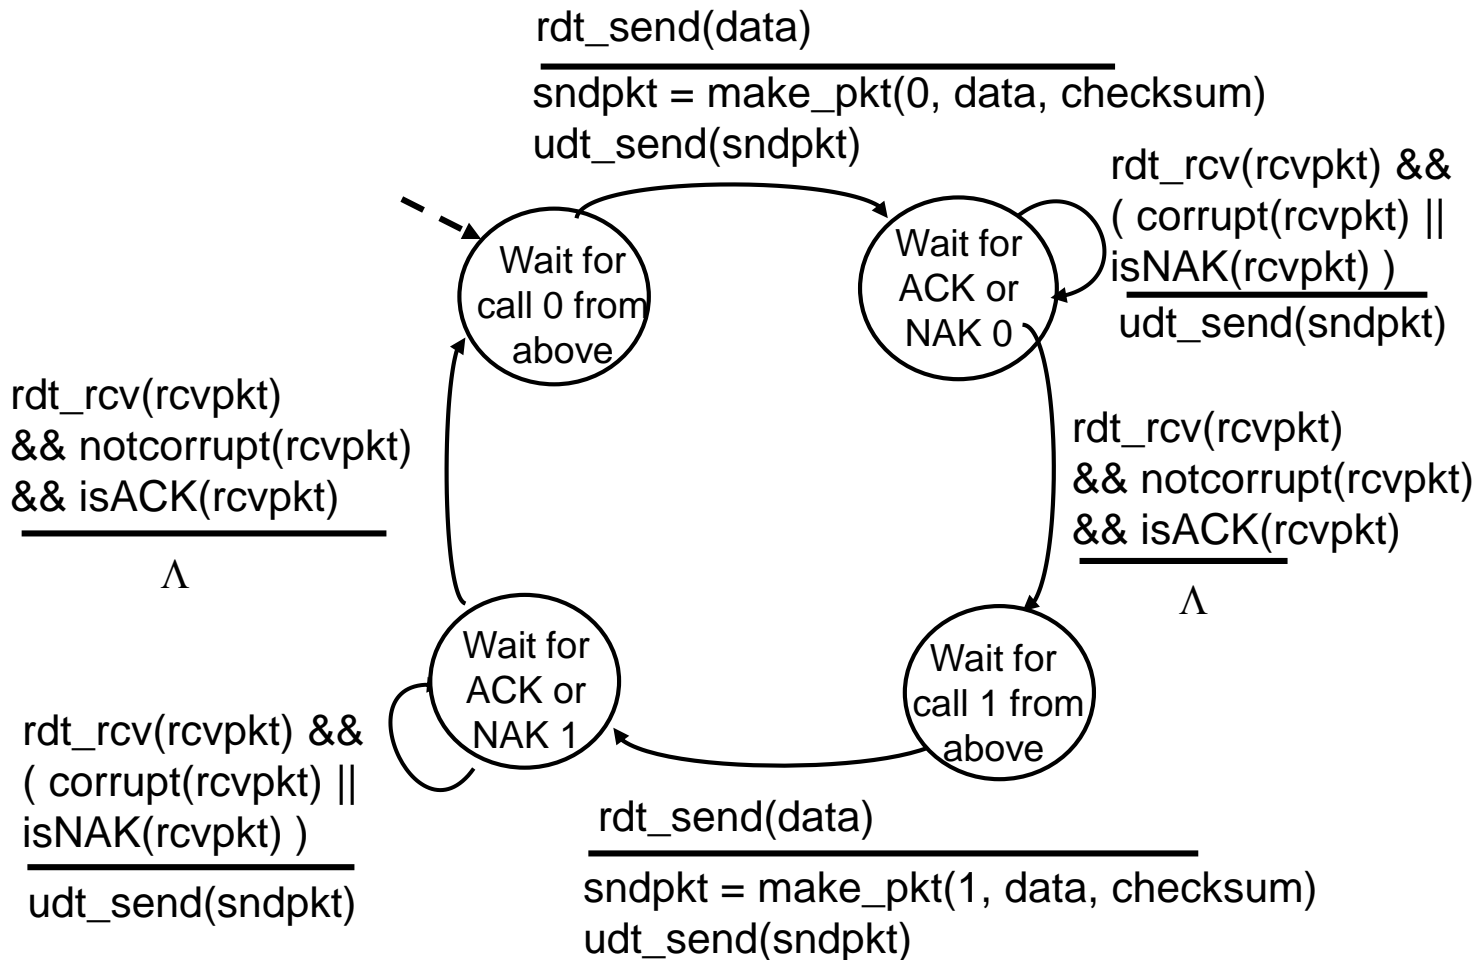 rdt_send(data)
sndpkt = make_pkt(0, data, checksum)
udt_send(sndpkt)
rdt_rcv(rcvpkt) &&
( corrupt(rcvpkt) ||
isNAK(rcvpkt) )
udt_send(sndpkt)
Wait for
call 0 from
above
Wait for
ACK or
NAK 0
rdt_rcv(rcvpkt)
&& notcorrupt(rcvpkt)
&& isACK(rcvpkt)
Λ
rdt_rcv(rcvpkt)
&& notcorrupt(rcvpkt)
&& isACK(rcvpkt)
Λ
Wait for
ACK or
NAK 1
Wait for
call 1 from
above
rdt_rcv(rcvpkt) &&
( corrupt(rcvpkt) ||
isNAK(rcvpkt) )
udt_send(sndpkt)
rdt_send(data)
sndpkt = make_pkt(1, data, checksum)
udt_send(sndpkt)